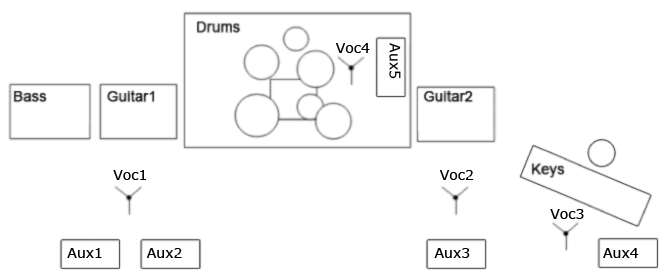 Drums
Voc4
Aux5
Bass
Guitar1
Guitar2
Voc1
Voc2
Keys
Voc3
Aux1
Aux2
Aux3
Aux4